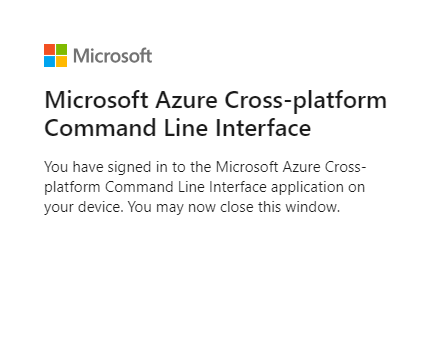 Microsoft
Microsoft Azure Cross-platform
Command Line Interface
You have signed in to the Microsoft Azure Cross-
platform Command Line Interface application on
your device. You may now close this window.